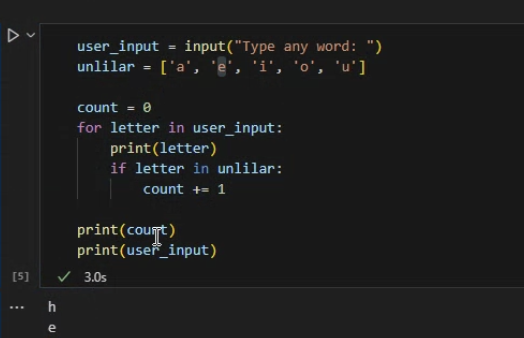 user_input = input("Type any word: ")
unlilar = ['a', 'e', 'i', 'o', 'u']
count = 0
for letter in user_input:
print(letter)
if letter in unlilar:
count += 1
print(count)
print(user_input)
[5] 3.0s
... h
e